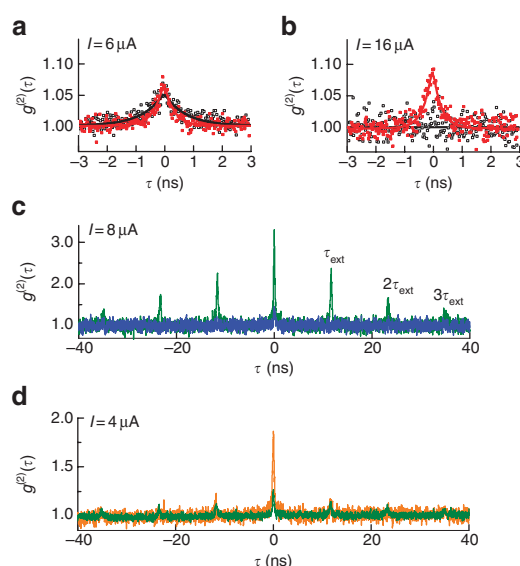 a
b
I = 6 μA
I = 16 μA
1.10
1.05
1.00
g(2)(τ)
−3 −2 −1 0 1 2 3
τ (ns)
1.10
1.05
1.00
g(2)(τ)
−3 −2 −1 0 1 2 3
τ (ns)
c
I = 8 μA
3.0
2.0
1.0
g(2)(τ)
τext
2τext
3τext
−40 −20 0 20 40
τ (ns)
d
I = 4 μA
2.0
1.5
1.0
g(2)(τ)
−40 −20 0 20 40
τ (ns)